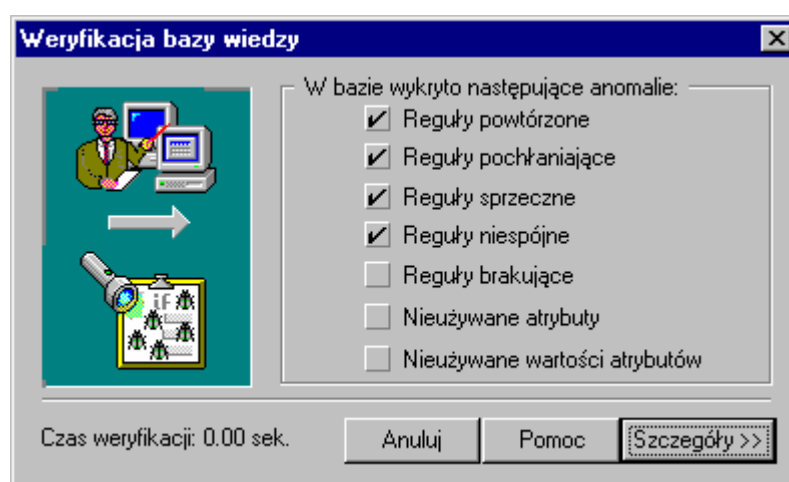 Weryfikacja bazy wiedzy
W bazie wykryto następujące anomalie:
Reguły powtórzone
Reguły pochłaniające
Reguły sprzeczne
Reguły niespójne
Reguły brakujące
Nieużywane atrybuty
Nieużywane wartości atrybutów
if
Czas weryfikacji: 0.00 sek.
Anuluj
Pomoc
Szczegóły >>